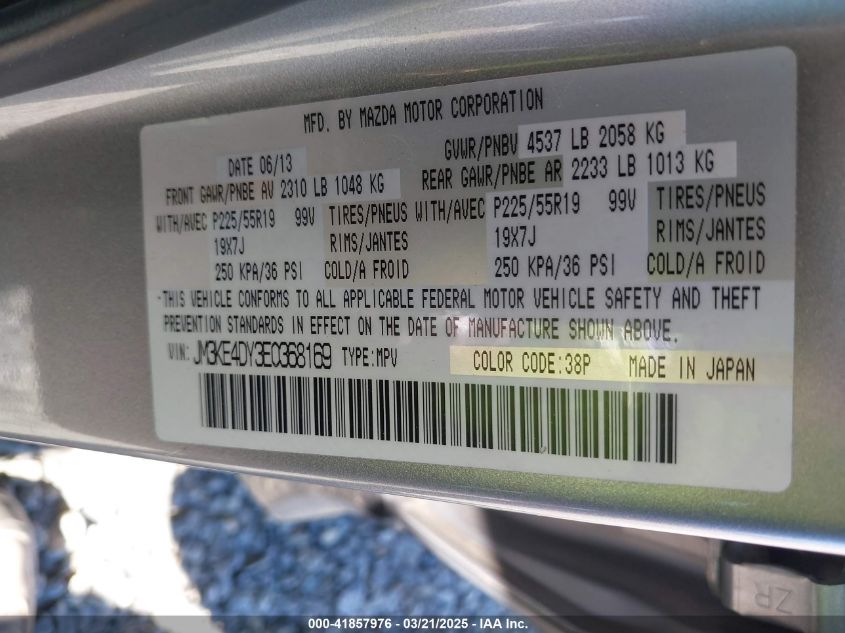 MFD. BY MAZDA MOTOR CORPORATION
DATE 06/13 GVWR/PNBV 4537 LB 2058 KG
FRONT GAWR/PNBE AV 2310 LB 1048 KG REAR GAWR/PNBE AR 2233 LB 1013 KG
WITH/AVEC P225/55R19 99V TIRES/PNEUS WITH/AVEC P225/55R19 99V TIRES/PNEUS
19X7J RIMS/JANTES 19X7J RIMS/JANTES
250 KPA/36 PSI COLD/A FROID 250 KPA/36 PSI COLD/A FROID
·THIS VEHICLE CONFORMS TO ALL APPLICABLE FEDERAL MOTOR VEHICLE SAFETY AND THEFT
PREVENTION STANDARDS IN EFFECT ON THE DATE OF MANUFACTURE SHOWN ABOVE.
VIN: JM3KE4DY3E0368169 TYPE:MPV COLOR CODE:38P MADE IN JAPAN
ZR
000-41857976 / 03/21/2025 / IAA Inc.